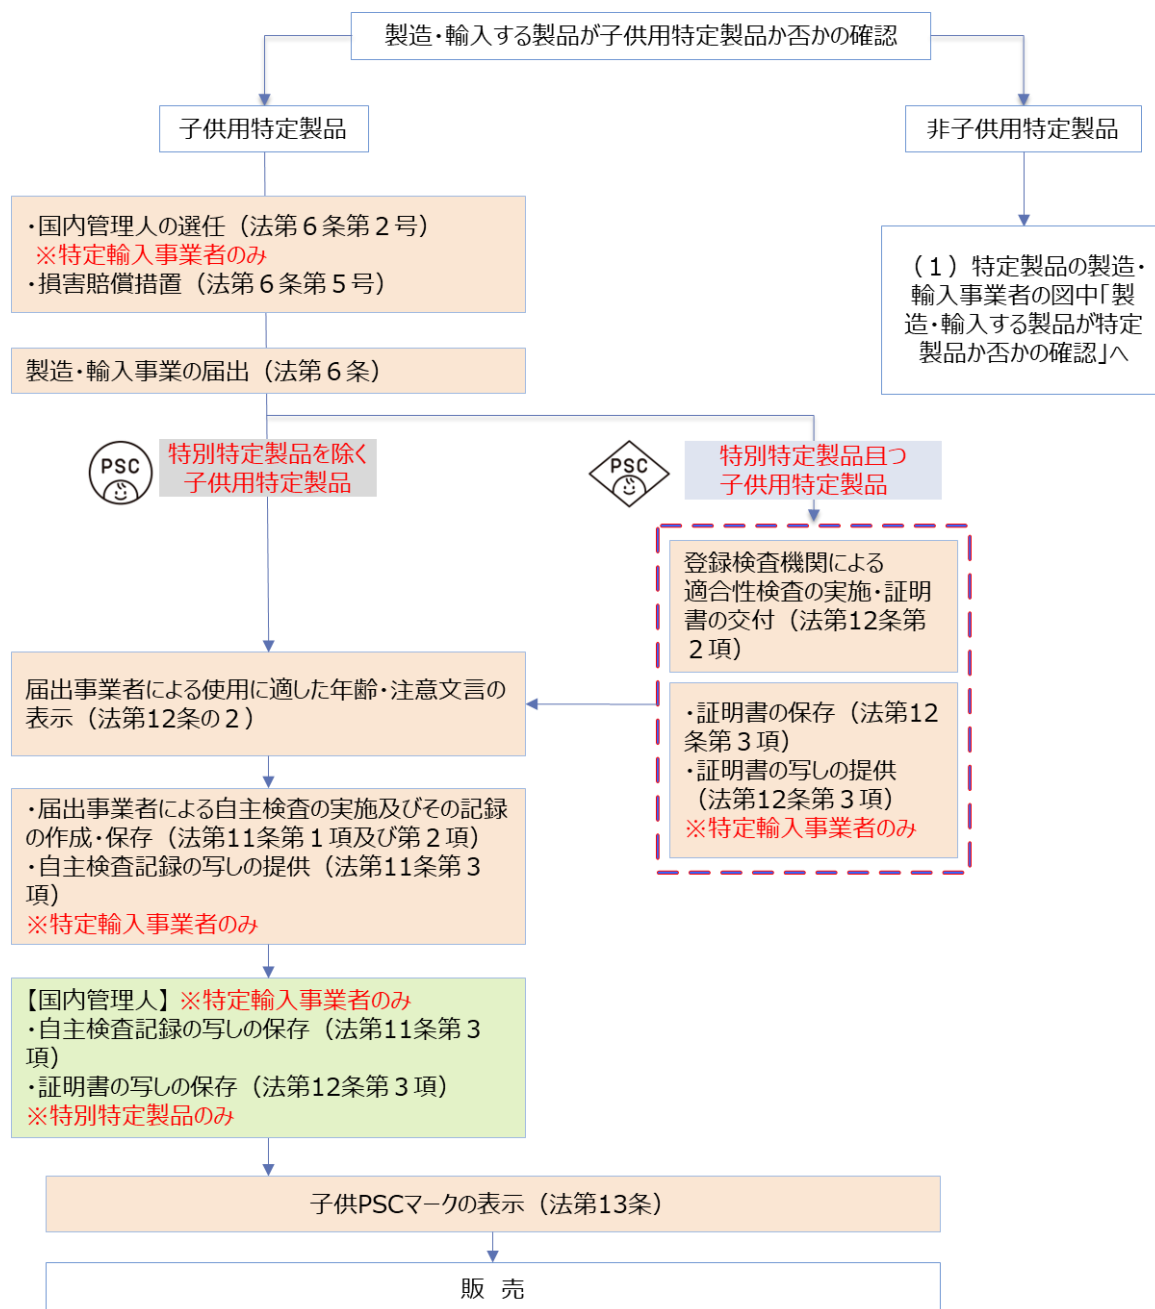 製造・輸入する製品が子供用特定製品か否かの確認
子供用特定製品
非子供用特定製品
・国内管理人の選任（法第６条第２号）
※特定輸入事業者のみ
・損害賠償措置（法第６条第５号）
（１）特定製品の製造・
輸入事業者の図中「製
造・輸入する製品が特定
製品か否かの確認」へ
製造・輸入事業の届出（法第６条）
PSC
特別特定製品を除く
子供用特定製品
PSC
特別特定製品且つ
子供用特定製品
登録検査機関による
適合性検査の実施・証明
書の交付（法第12条第
２項）
届出事業者による使用に適した年齢・注意文言の
表示（法第12条の２）
・証明書の保存（法第12
条第３項）
・証明書の写しの提供
（法第12条第３項）
※特定輸入事業者のみ
・届出事業者による自主検査の実施及びその記録
の作成・保存（法第11条第１項及び第２項）
・自主検査記録の写しの提供（法第11条第３
項）
※特定輸入事業者のみ
【国内管理人】※特定輸入事業者のみ
・自主検査記録の写しの保存（法第11条第３
項）
・証明書の写しの保存（法第12条第３項）
※特別特定製品のみ
子供PSCマークの表示（法第13条）
販　売